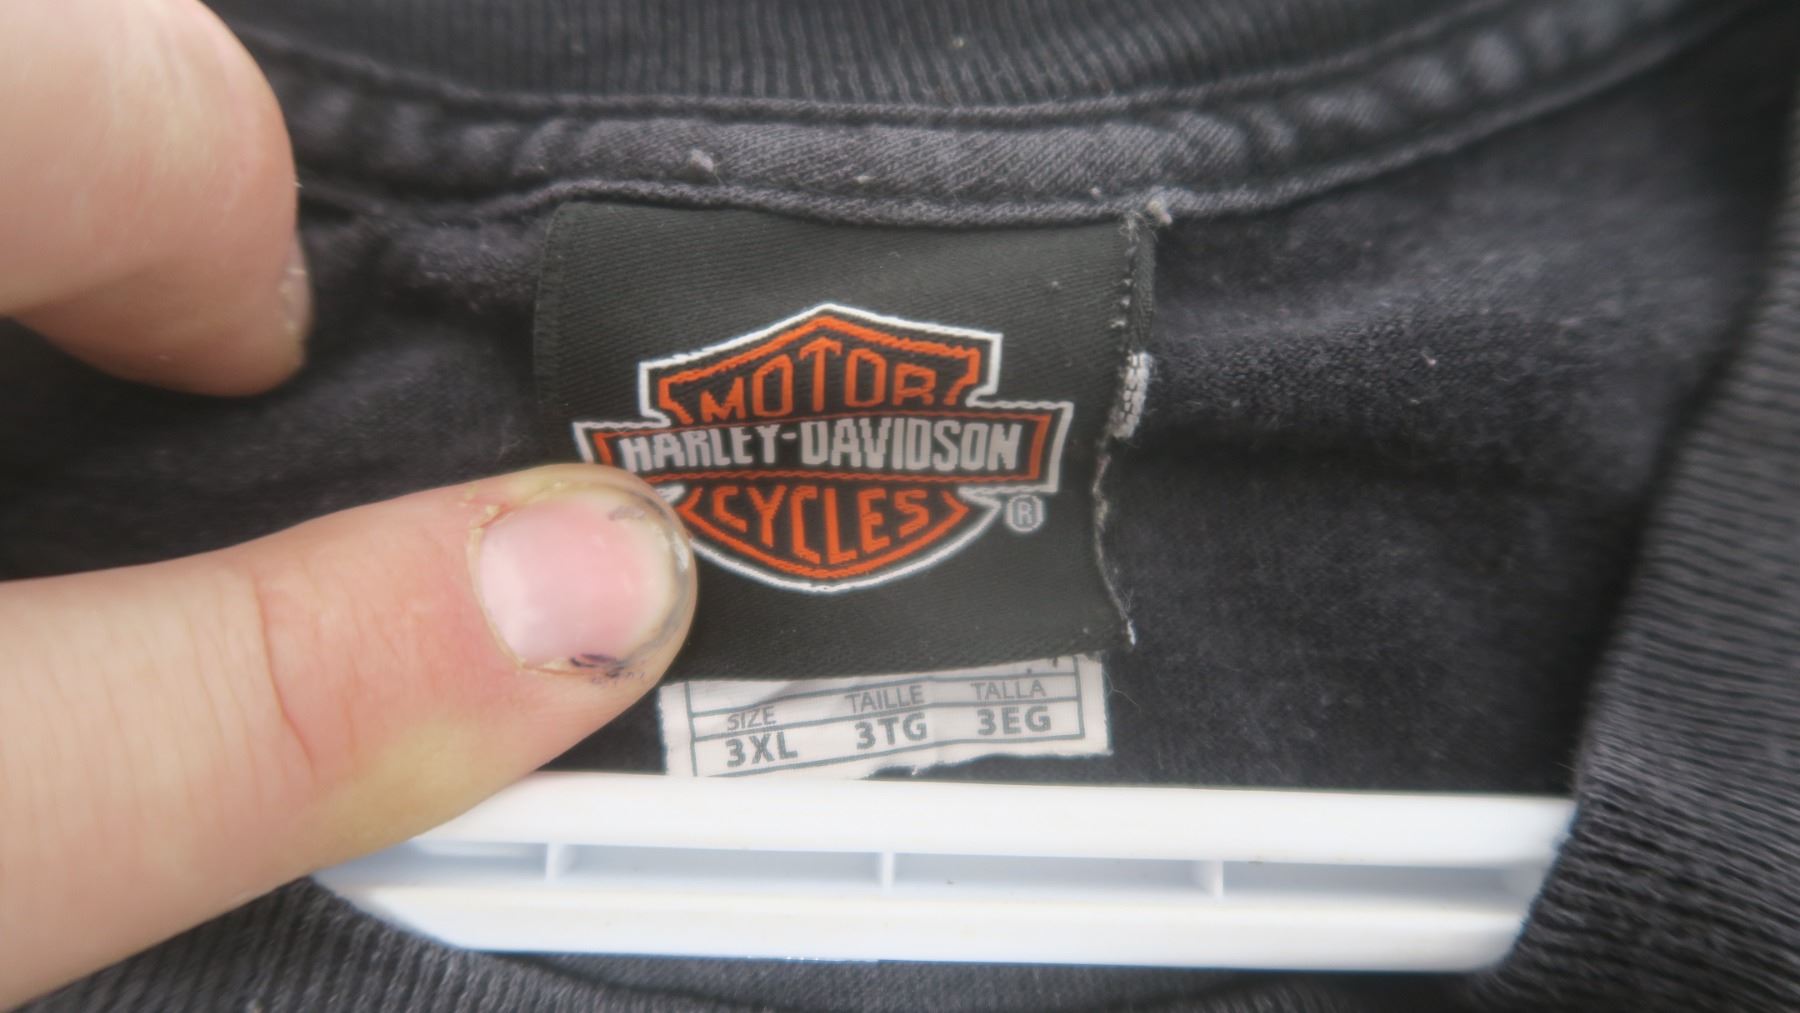 MOTOR
HARLEY-DAVIDSON
CYCLES
®
SIZE TAILLE TALLA
3XL 3TG 3EG